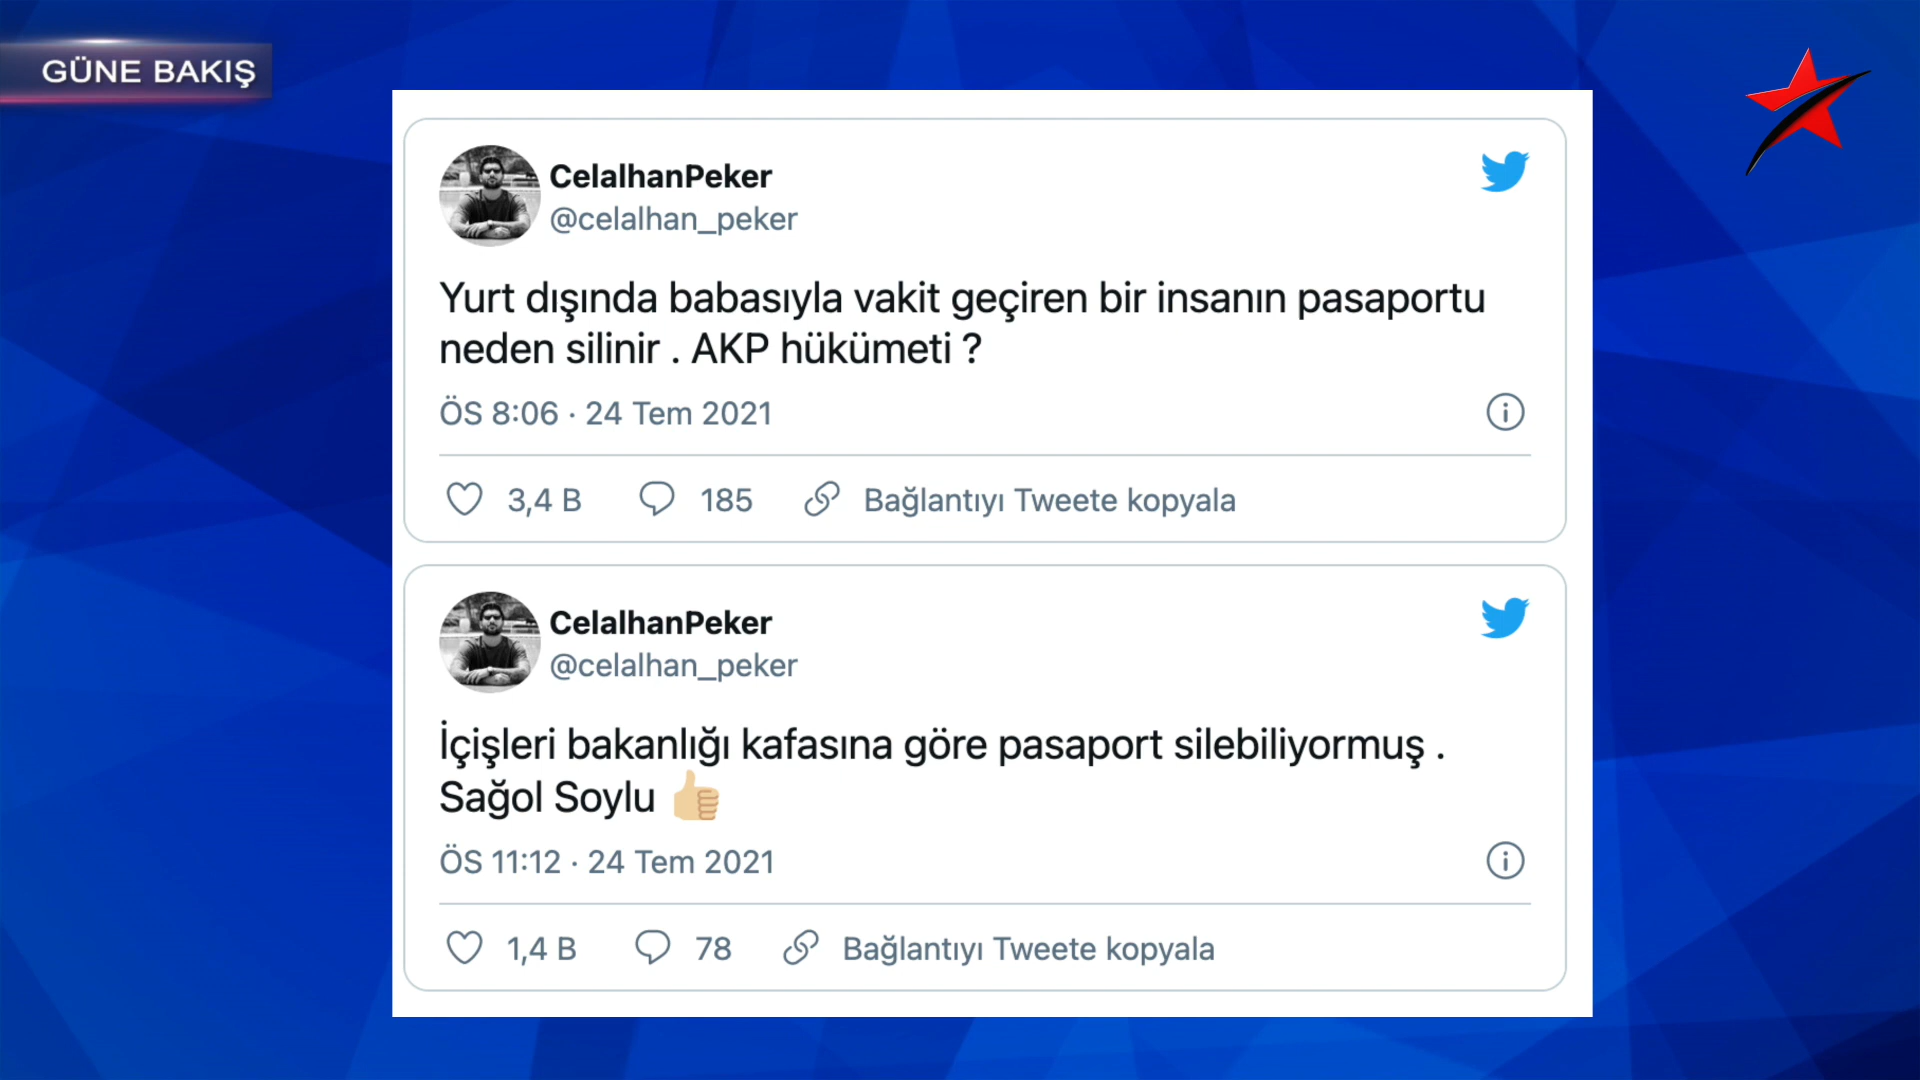 GÜNE BAKIŞ
CelalhanPeker
@celalhan_peker
Yurt dışında babasıyla vakit geçiren bir insanın pasaportu
neden silinir . AKP hükümeti ?
ÖS 8:06 · 24 Tem 2021
3,4 B 185 Bağlantıyı Tweete kopyala
CelalhanPeker
@celalhan_peker
İçişleri bakanlığı kafasına göre pasaport silebiliyormuş .
Sağol Soylu 👍🏼
ÖS 11:12 · 24 Tem 2021
1,4 B 78 Bağlantıyı Tweete kopyala